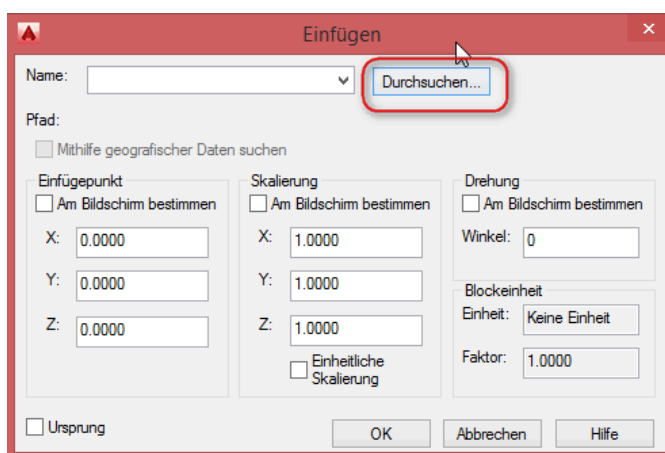 Einfügen
Name: Durchsuchen...
Pfad:
Mithilfe geografischer Daten suchen
Einfügepunkt
Am Bildschirm bestimmen
X: 0.0000
Y: 0.0000
Z: 0.0000
Skalierung
Am Bildschirm bestimmen
X: 1.0000
Y: 1.0000
Z: 1.0000
Einheitliche
Skalierung
Drehung
Am Bildschirm bestimmen
Winkel: 0
Blockeinheit
Einheit: Keine Einheit
Faktor: 1.0000
Ursprung
OK Abbrechen Hilfe